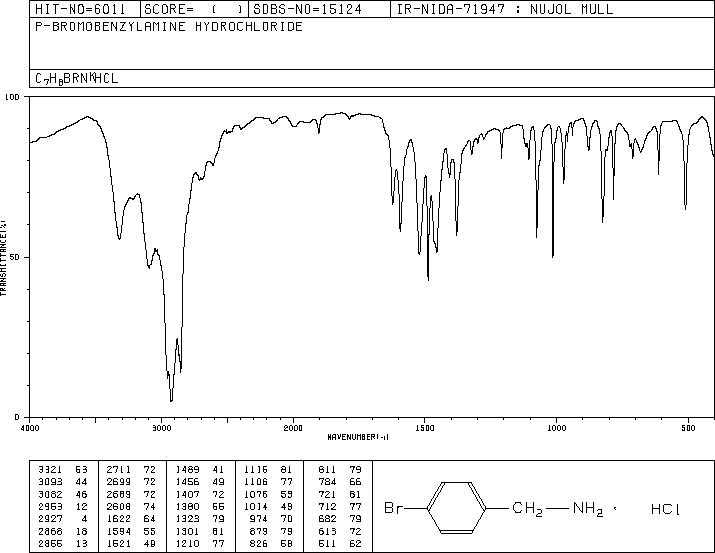 HIT-NO=6011 SCORE= ( ) SDBS-NO=15124 IR-NIDA-71947 : NUJOL MULL
P-BROMOBENZYLAMINE HYDROCHLORIDE
C7H8BRN*HCL
100
50
0
TRANSMITTANCE(%)
4000 3000 2000 1500 1000 500
WAVENUMBER(-1)
3321 53 2711 72 1489 41 1115 81 811 79
3093 44 2699 72 1456 49 1106 77 784 66
3082 46 2689 72 1407 72 1076 55 721 81
2953 12 2608 74 1380 55 1014 49 712 77
2927 4 1622 64 1323 79 974 70 682 79
2868 18 1594 55 1301 81 879 79 613 72
2855 13 1521 49 1210 77 826 58 511 62
Br CH2 NH2 · HCl